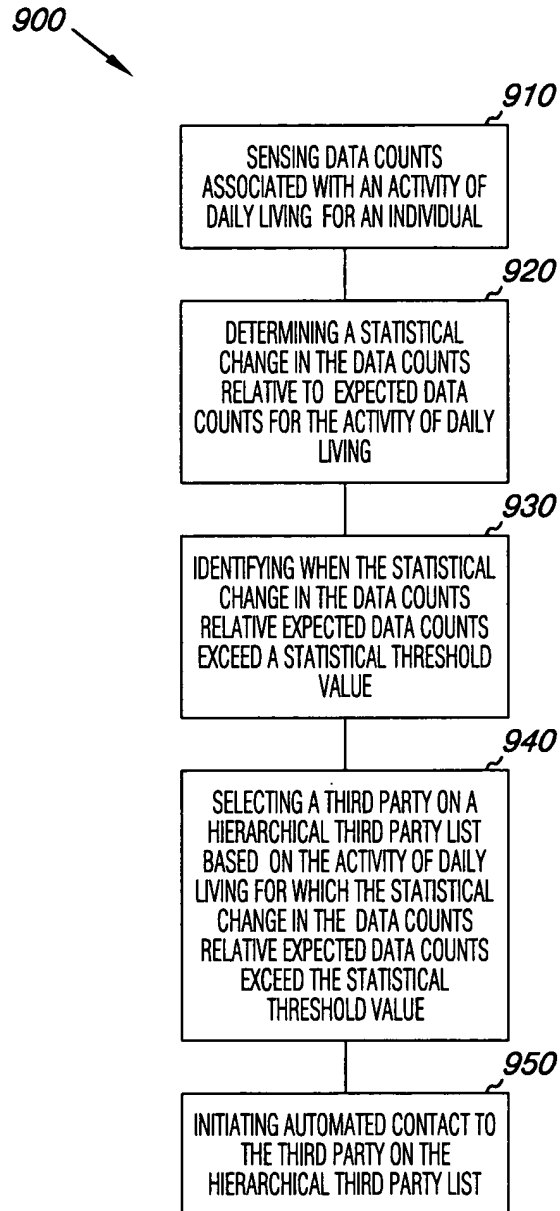 900
910
SENSING DATA COUNTS
ASSOCIATED WITH AN ACTIVITY OF
DAILY LIVING FOR AN INDIVIDUAL
920
DETERMINING A STATISTICAL
CHANGE IN THE DATA COUNTS
RELATIVE TO EXPECTED DATA
COUNTS FOR THE ACTIVITY OF DAILY
LIVING
930
IDENTIFYING WHEN THE STATISTICAL
CHANGE IN THE DATA COUNTS
RELATIVE EXPECTED DATA COUNTS
EXCEED A STATISTICAL THRESHOLD
VALUE
940
SELECTING A THIRD PARTY ON A
HIERARCHICAL THIRD PARTY LIST
BASED ON THE ACTIVITY OF DAILY
LIVING FOR WHICH THE STATISTICAL
CHANGE IN THE DATA COUNTS
RELATIVE EXPECTED DATA COUNTS
EXCEED THE STATISTICAL
THRESHOLD VALUE
950
INITIATING AUTOMATED CONTACT TO
THE THIRD PARTY ON THE
HIERARCHICAL THIRD PARTY LIST